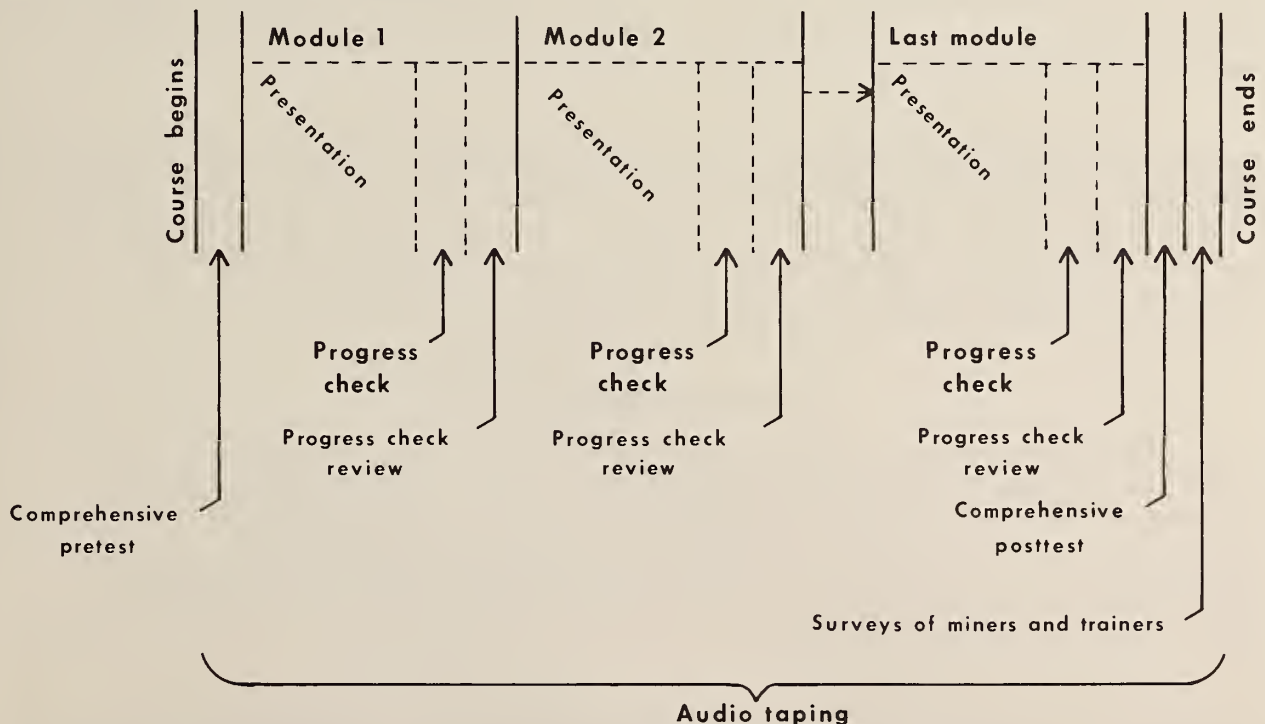 Course begins
Module 1
Module 2
Last module
Course ends
Presentation
Presentation
Presentation
Progress
check
Progress
check
Progress
check
Progress check
review
Progress check
review
Progress check
review
Comprehensive
pretest
Comprehensive
posttest
Surveys of miners and trainers
Audio taping